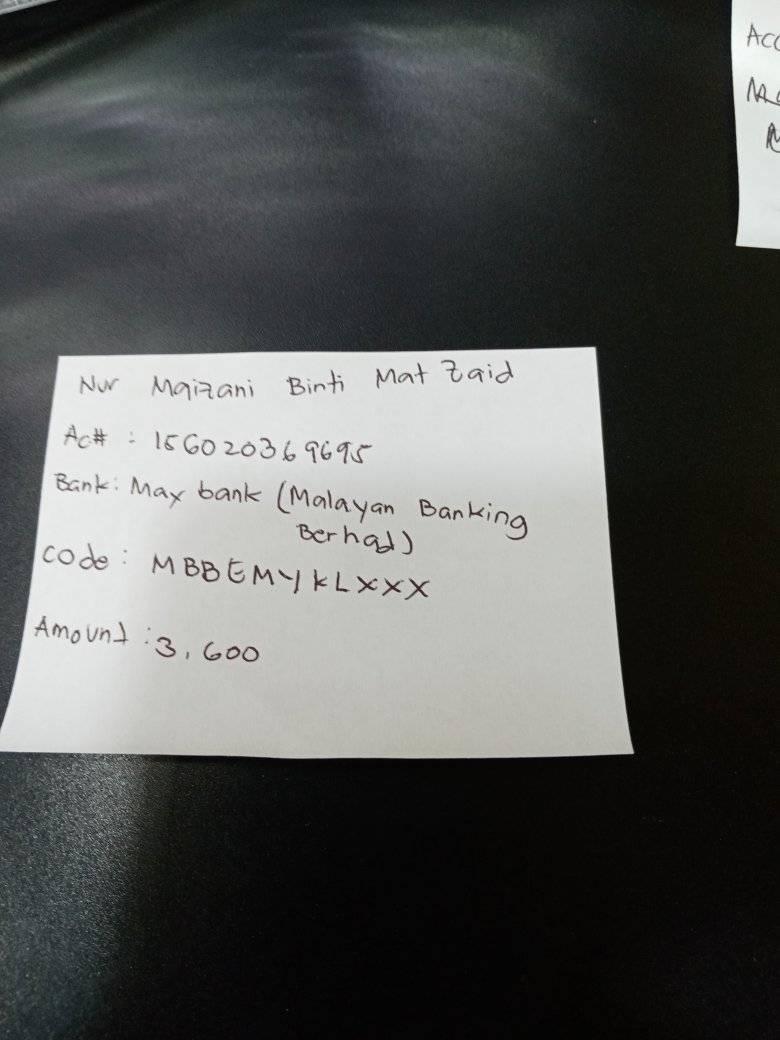 Nur Maizani Binti Mat Zaid
Ac# : 156020369695
Bank: Max bank (Malayan Banking
Berhad)
code: MBBEMYKLXXX
Amount: 3,600
Acc